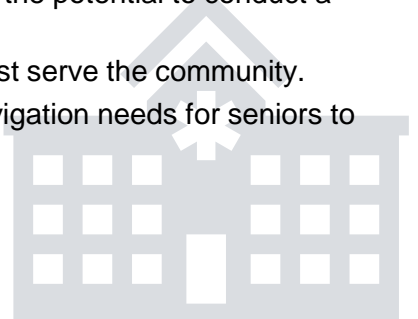 the potential to conduct a
st serve the community.
vigation needs for seniors to